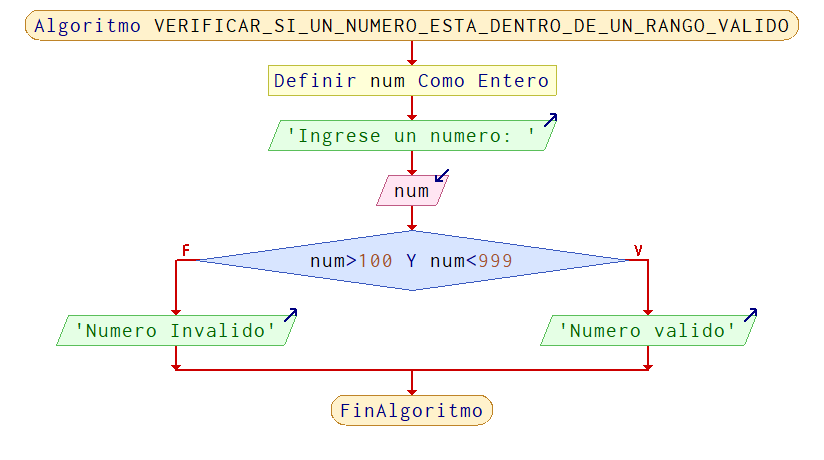 Algoritmo VERIFICAR_SI_UN_NUMERO_ESTA_DENTRO_DE_UN_RANGO_VALIDO
Definir num Como Entero
'Ingrese un numero: '
num
F
V
num>100 Y num<999
'Numero Invalido'
'Numero valido'
FinAlgoritmo